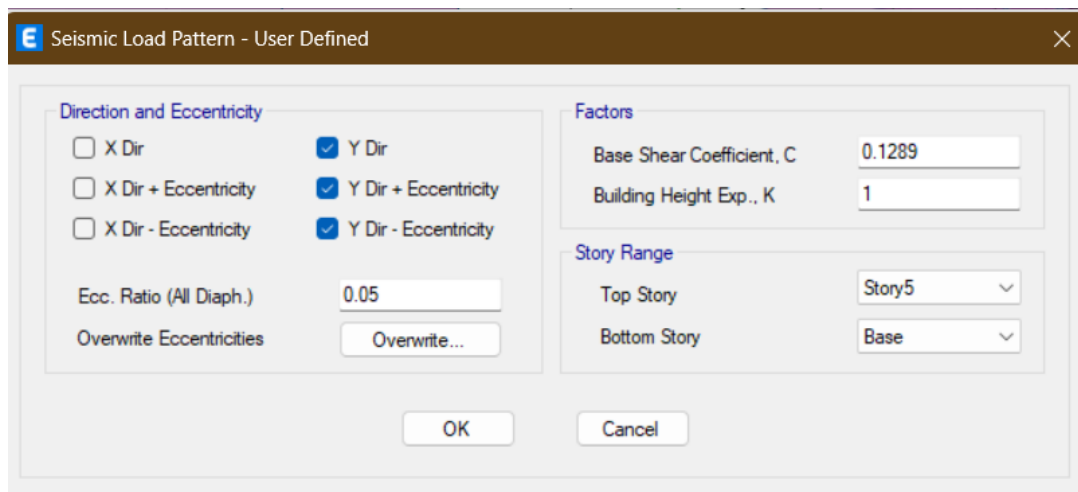 E Seismic Load Pattern - User Defined
Direction and Eccentricity
X Dir
Y Dir
X Dir + Eccentricity
Y Dir + Eccentricity
X Dir - Eccentricity
Y Dir - Eccentricity
Ecc. Ratio (All Diaph.) 0.05
Overwrite Eccentricities Overwrite...
Factors
Base Shear Coefficient, C 0.1289
Building Height Exp., K 1
Story Range
Top Story Story5
Bottom Story Base
OK
Cancel